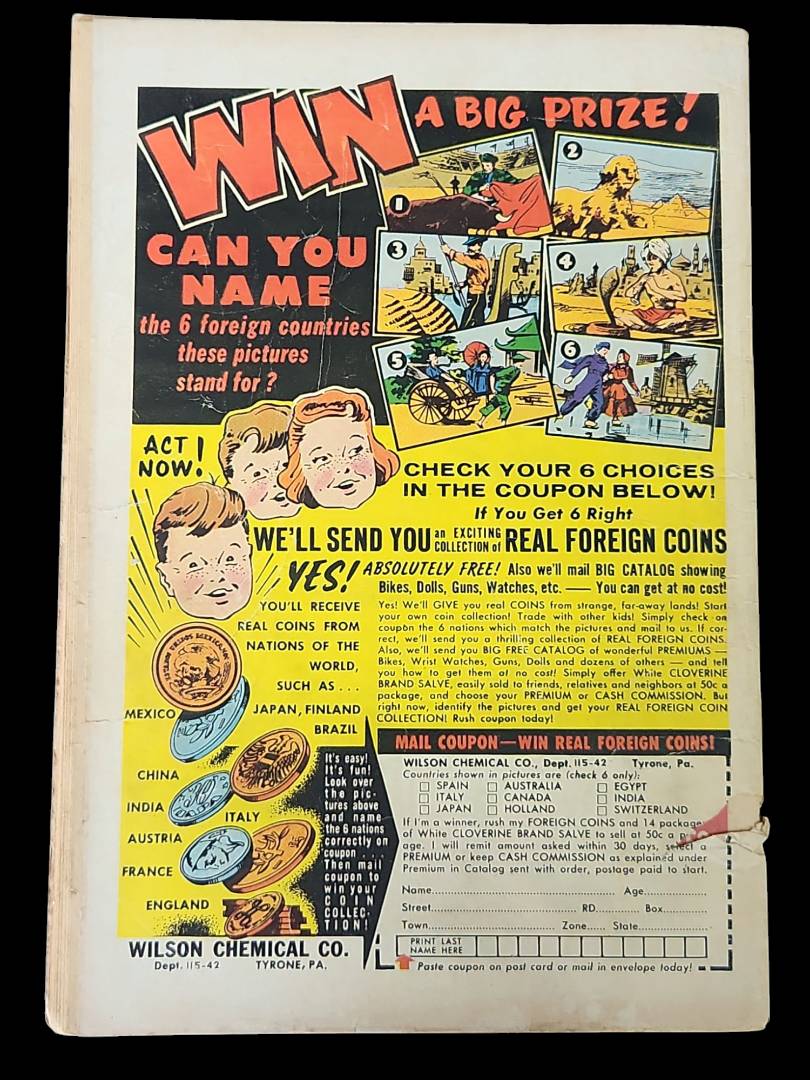 WIN
A BIG PRIZE!
CAN YOU
NAME
the 6 foreign countries
these pictures
stand for?
1
2
3
4
5
6
ACT
NOW!
CHECK YOUR 6 CHOICES
IN THE COUPON BELOW!
If You Get 6 Right
WE'LL SEND YOU an EXCITING COLLECTION of REAL FOREIGN COINS
YES! ABSOLUTELY FREE! Also we'll mail BIG CATALOG showing
Bikes, Dolls, Guns, Watches, etc. — You can get at no cost!
YOU'LL RECEIVE
REAL COINS FROM
NATIONS OF THE
WORLD,
SUCH AS...
JAPAN, FINLAND
BRAZIL
MEXICO
CHINA
INDIA
ITALY
AUSTRIA
FRANCE
ENGLAND
Yes! We'll GIVE you real COINS from strange, far-away lands! Start
your own coin collection! Trade with other kids! Simply check on
coupon the 6 nations which match the pictures and mail to us. If cor-
rect, we'll send you a thrilling collection of REAL FOREIGN COINS.
Also, we'll send you BIG FREE CATALOG of wonderful PREMIUMS —
Bikes, Wrist Watches, Guns, Dolls and dozens of others — and tell
you how to get them at no cost! Simply offer White CLOVERINE
BRAND SALVE, easily sold to friends, relatives and neighbors at 50c a
package, and choose your PREMIUM or CASH COMMISSION. But
right now, identify the pictures and get your REAL FOREIGN COIN
COLLECTION! Rush coupon today!
It's easy!
It's fun!
Look over
the pic-
tures above
and name
the 6 nations
correctly on
coupon...
Then mail
coupon to
win your
COIN
COLLEC-
TION!
WILSON CHEMICAL CO.
Dept. 115-42 TYRONE, PA.
MAIL COUPON—WIN REAL FOREIGN COINS!
WILSON CHEMICAL CO., Dept. 115-42 Tyrone, Pa.
Countries shown in pictures are (check 6 only):
SPAIN AUSTRALIA EGYPT
ITALY CANADA INDIA
JAPAN HOLLAND SWITZERLAND
If I'm a winner, rush my FOREIGN COINS and 14 package
of White CLOVERINE BRAND SALVE to sell at 50c a
age. I will remit amount asked within 30 days, select a
PREMIUM or keep CASH COMMISSION as explained under
Premium in Catalog sent with order, postage paid to start.
Name.......... Age..........
Street.......... RD.......... Box..........
Town.......... Zone..... State..........
PRINT LAST
NAME HERE
Paste coupon on post card or mail in envelope today!